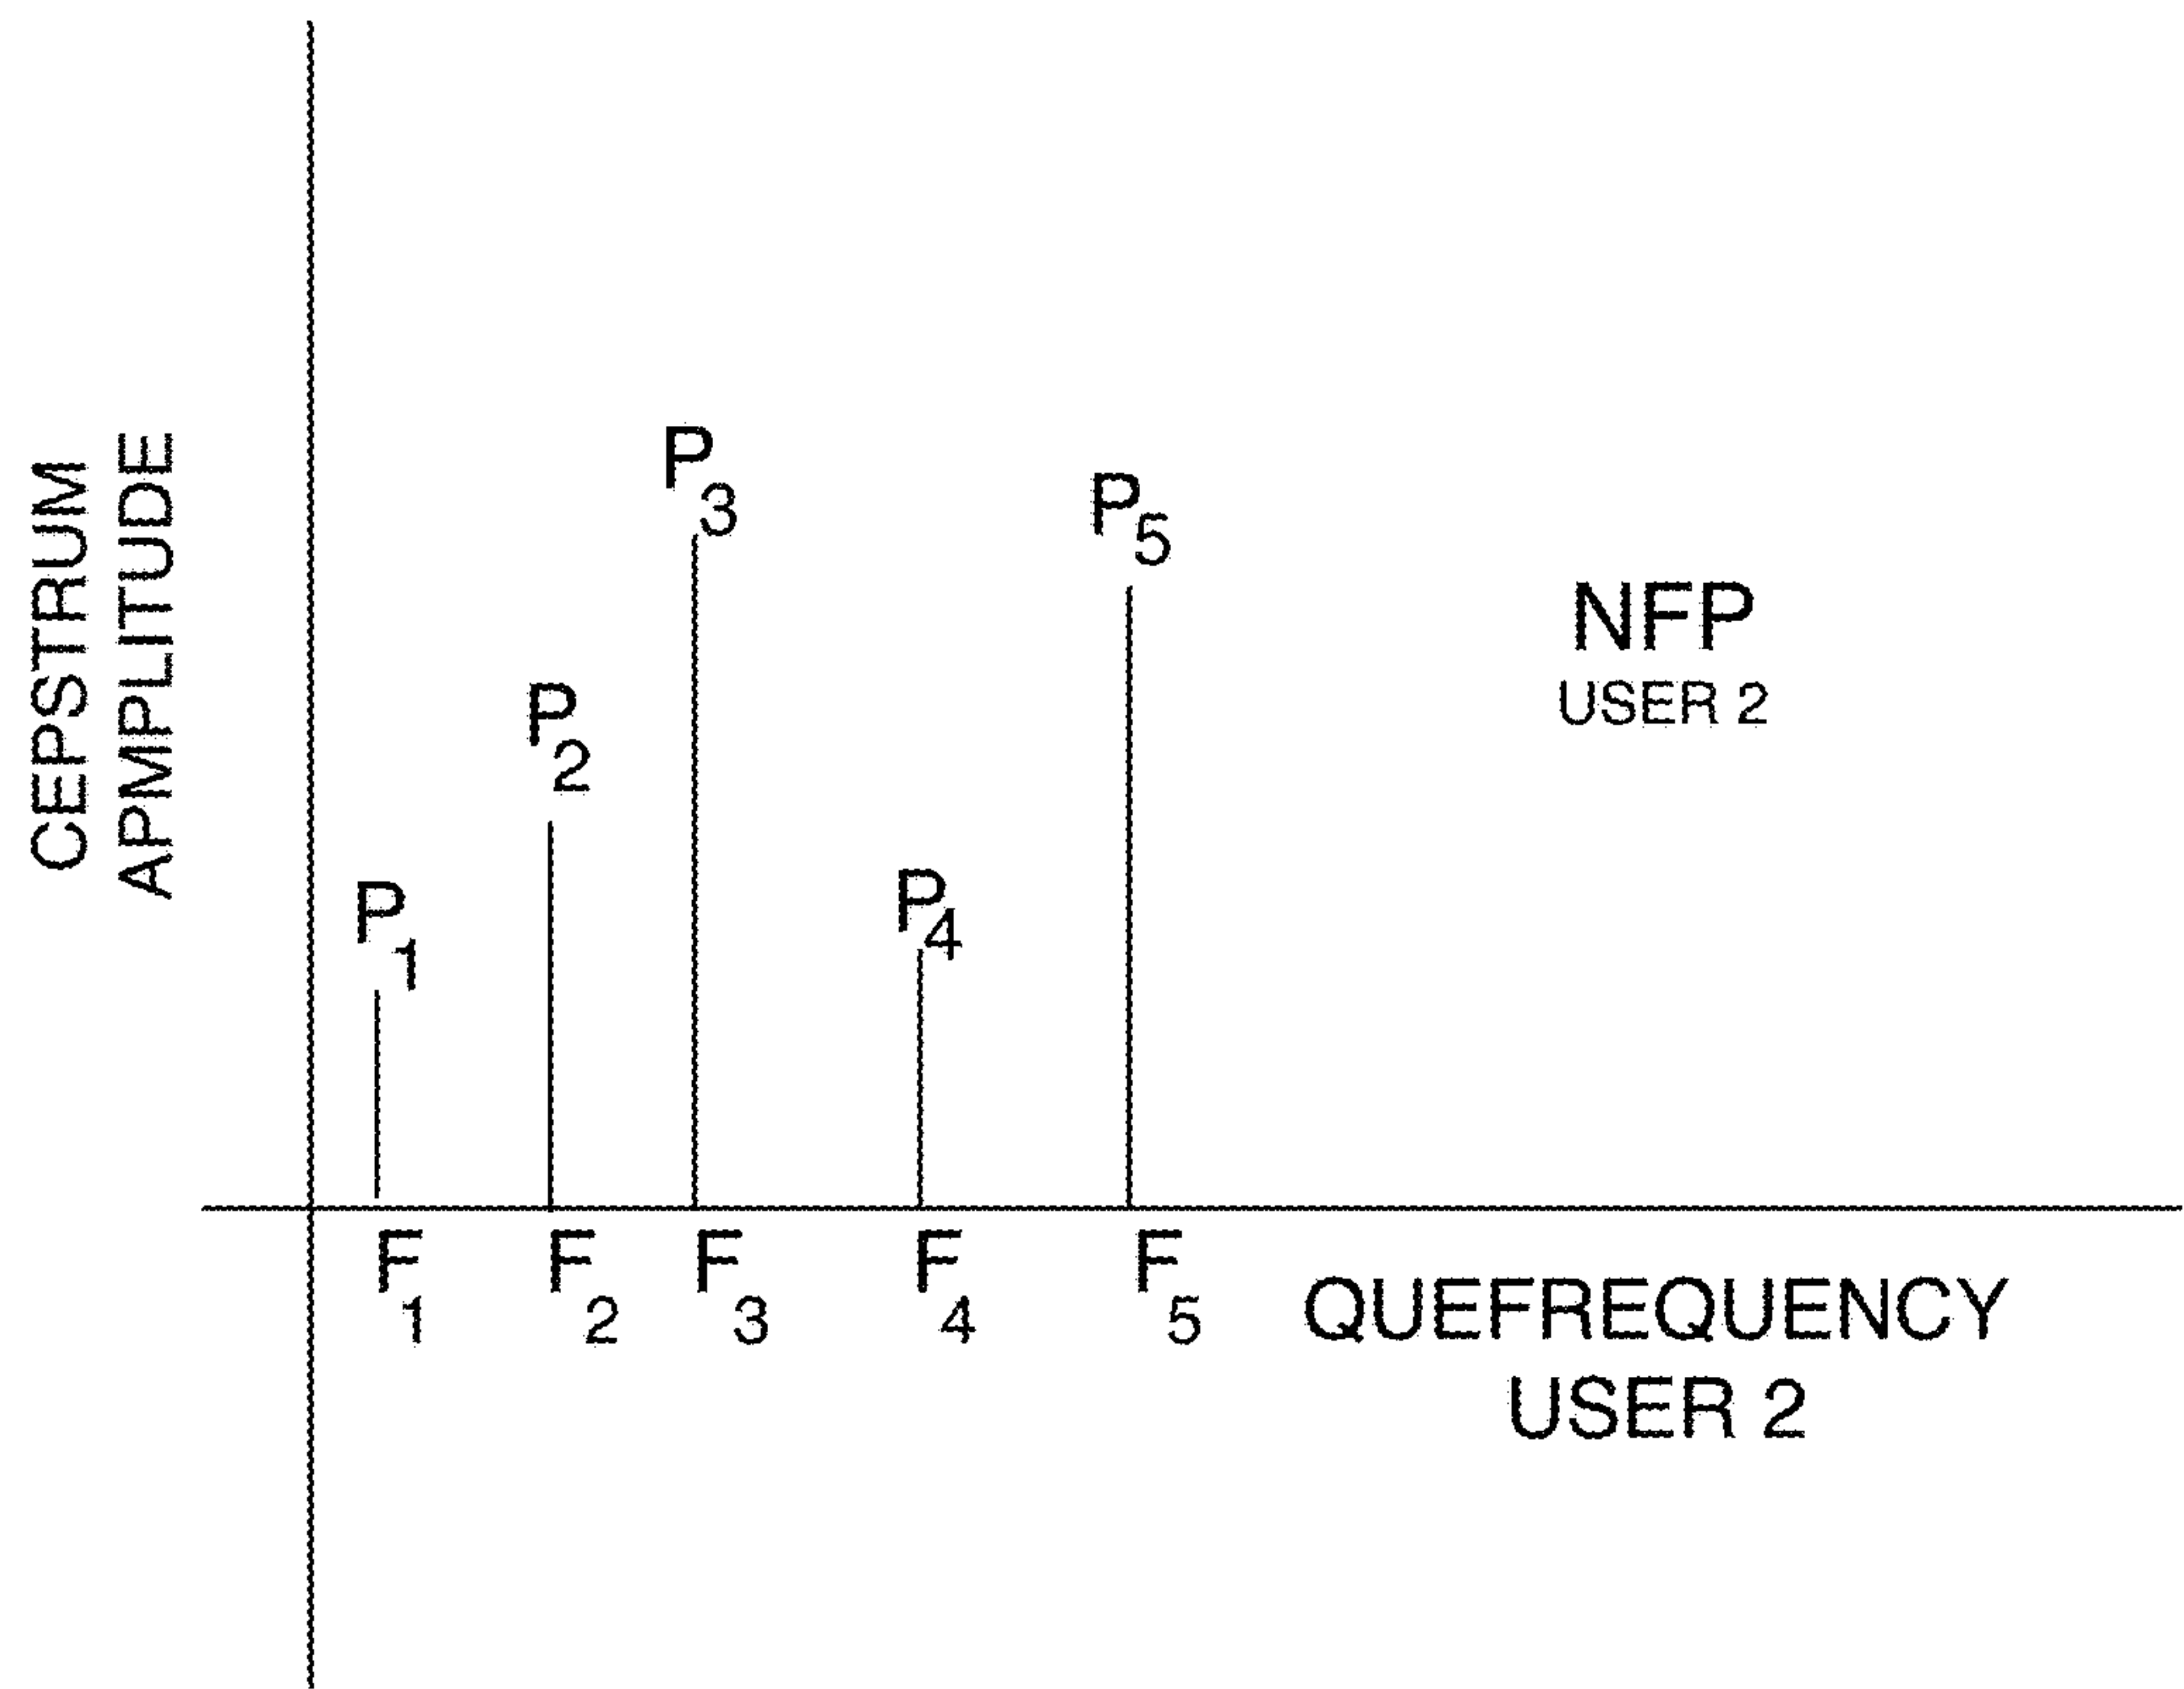 CEPSTRUM
APMPLITUDE
P1
P2
P3
P4
P5
NFP
USER 2
F1
F2
F3
F4
F5
QUEFREQUENCY
USER 2